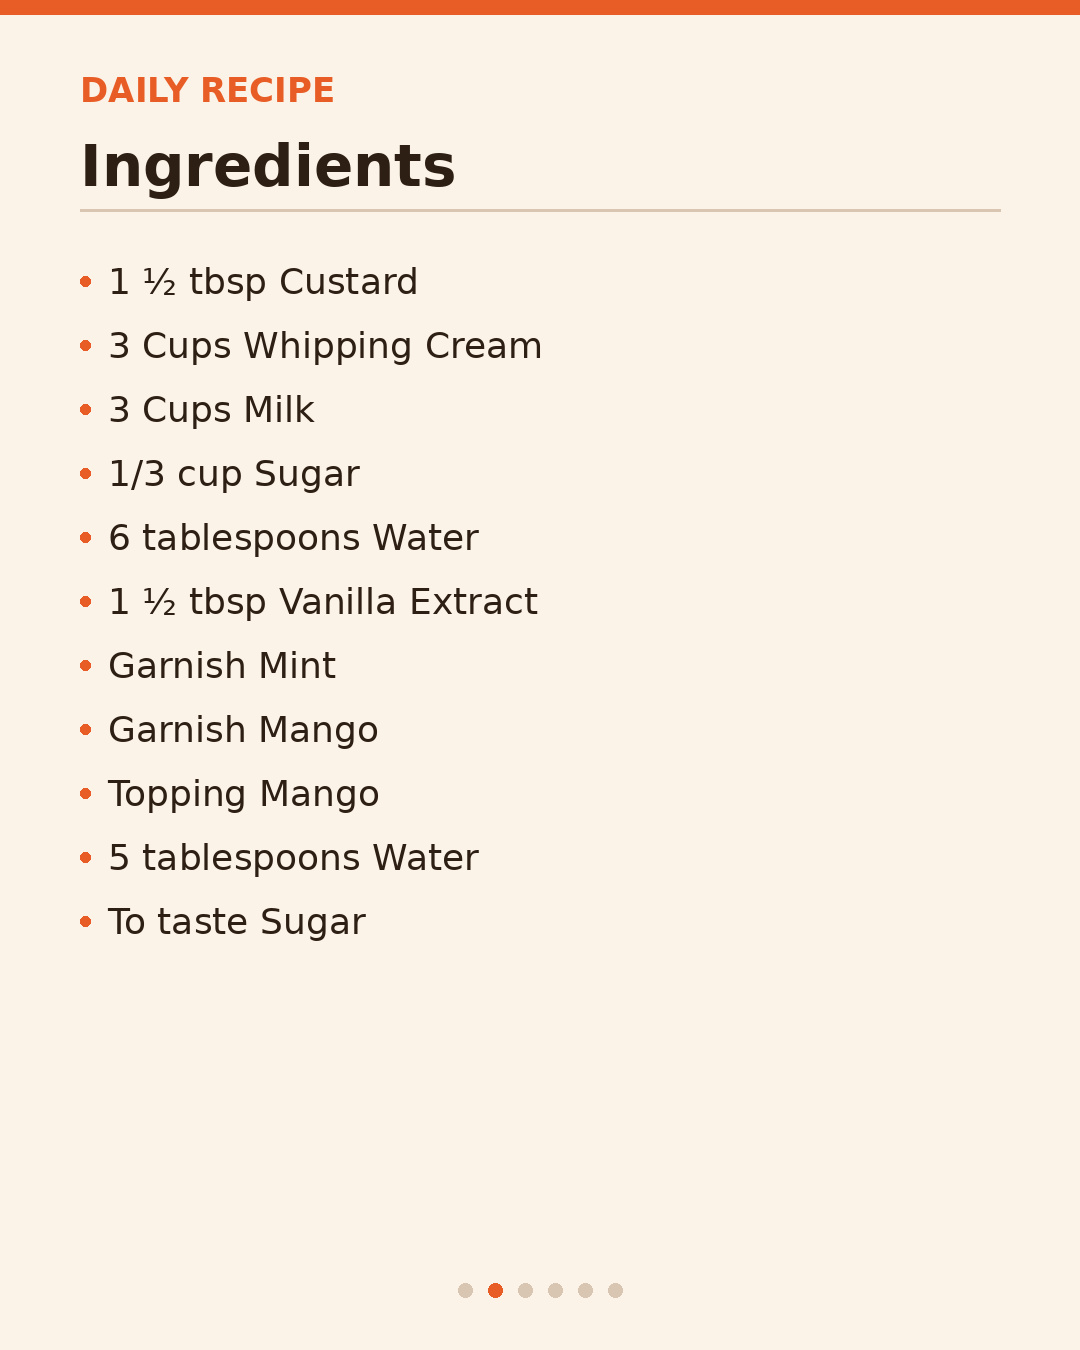 DAILY RECIPE
Ingredients
• 1 ½ tbsp Custard
• 3 Cups Whipping Cream
• 3 Cups Milk
• 1/3 cup Sugar
• 6 tablespoons Water
• 1 ½ tbsp Vanilla Extract
• Garnish Mint
• Garnish Mango
• Topping Mango
• 5 tablespoons Water
• To taste Sugar